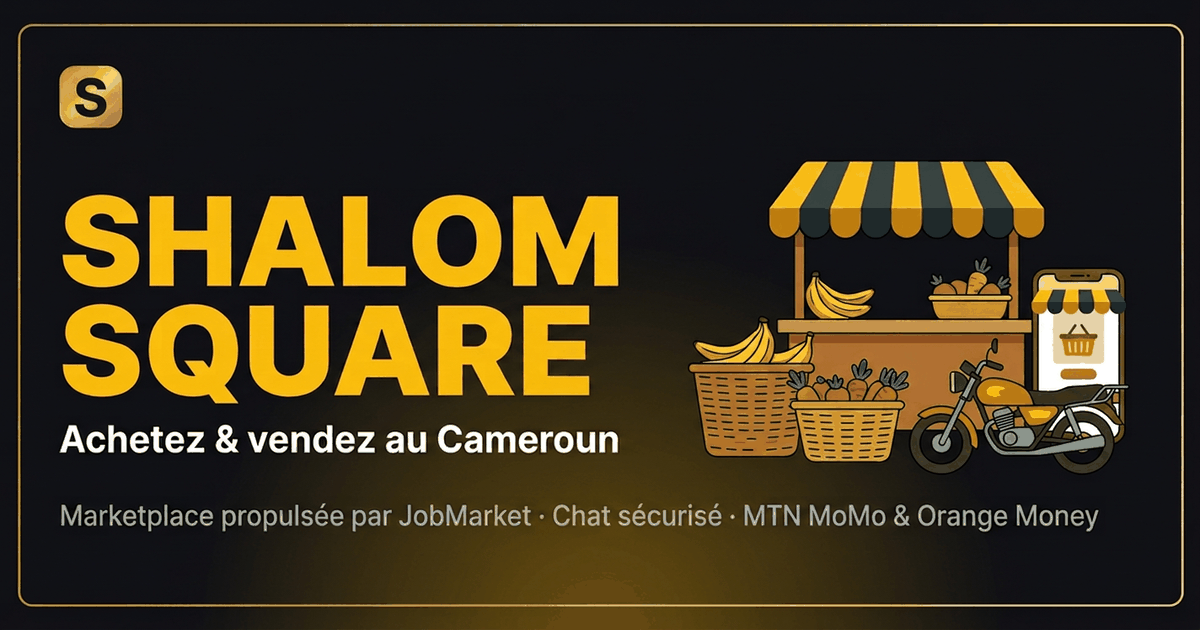 S
SHALOM
SQUARE
Achetez & vendez au Cameroun
Marketplace propulsée par JobMarket · Chat sécurisé · MTN MoMo & Orange Money